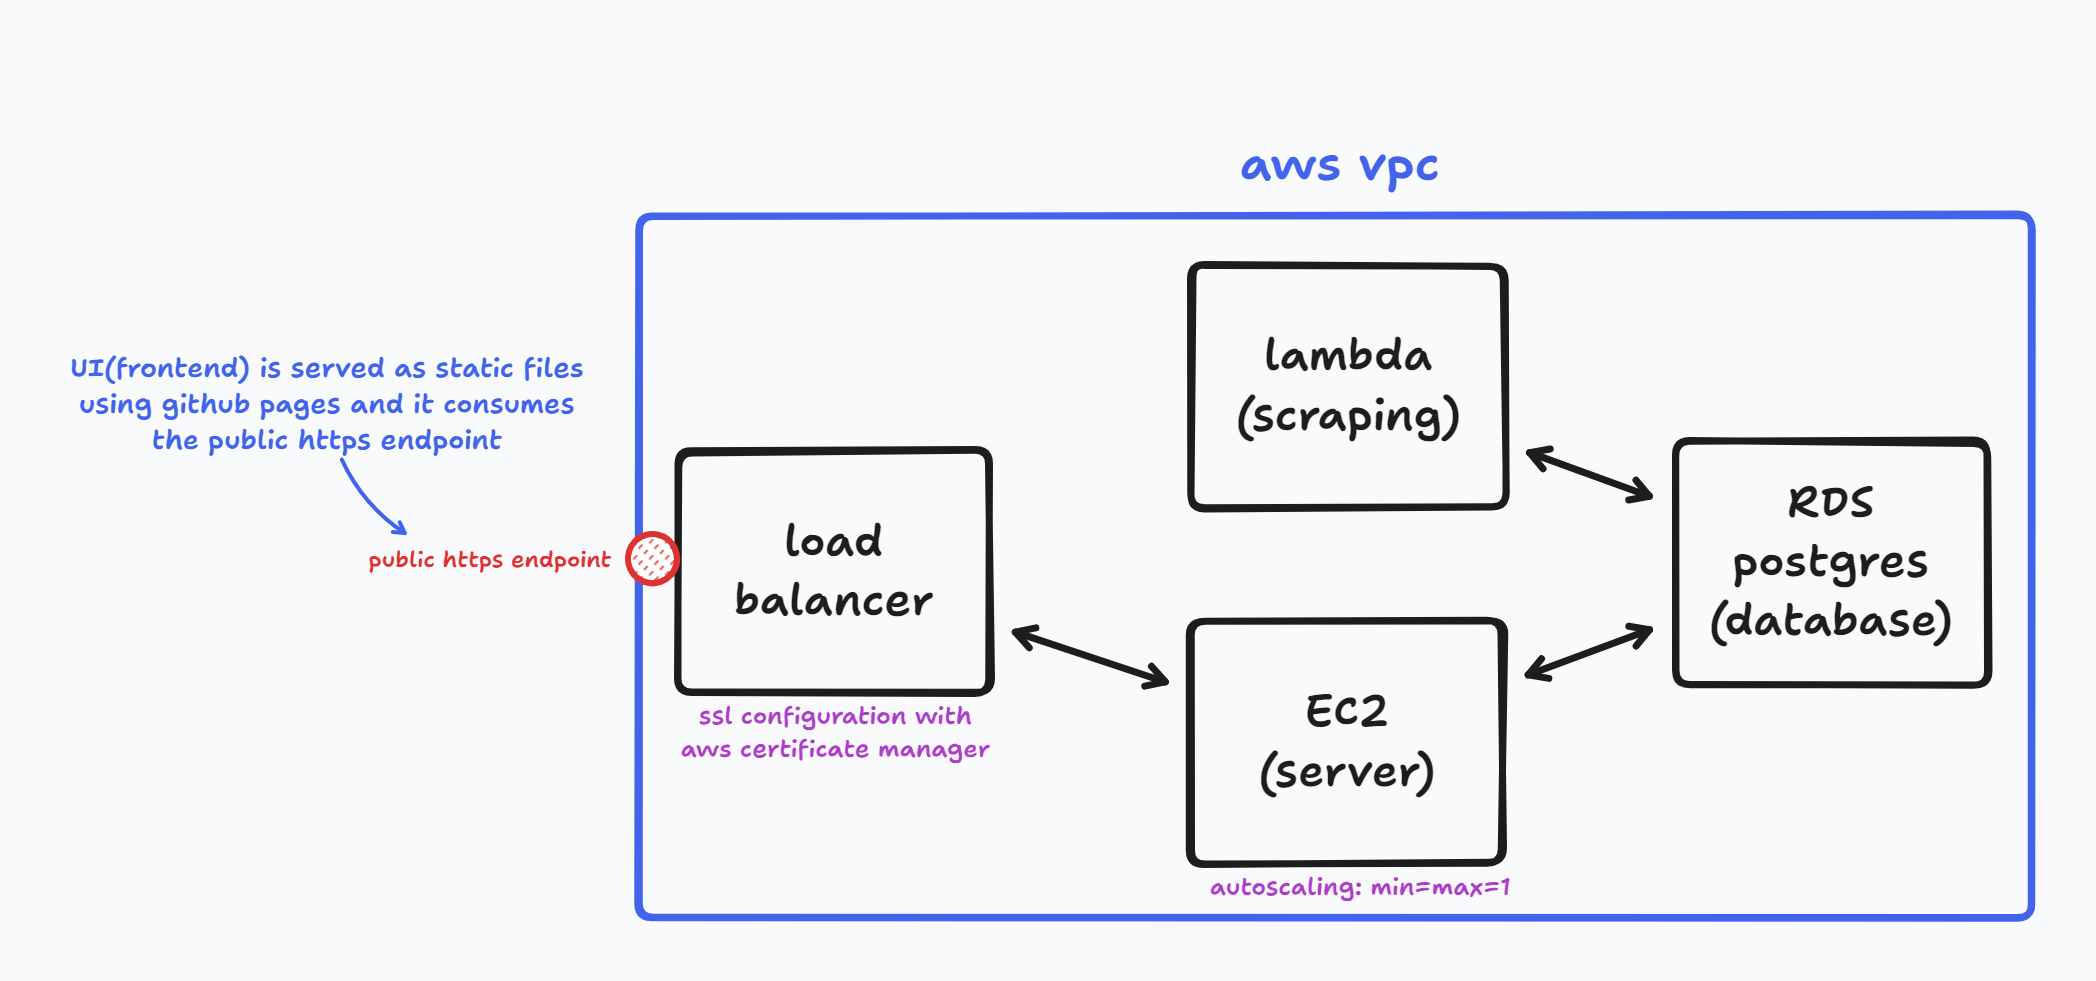 aws vpc
UI(frontend) is served as static files
using github pages and it consumes
the public https endpoint
public https endpoint
load
balancer
ssl configuration with
aws certificate manager
lambda
(scraping)
EC2
(server)
autoscaling: min=max=1
RDS
postgres
(database)